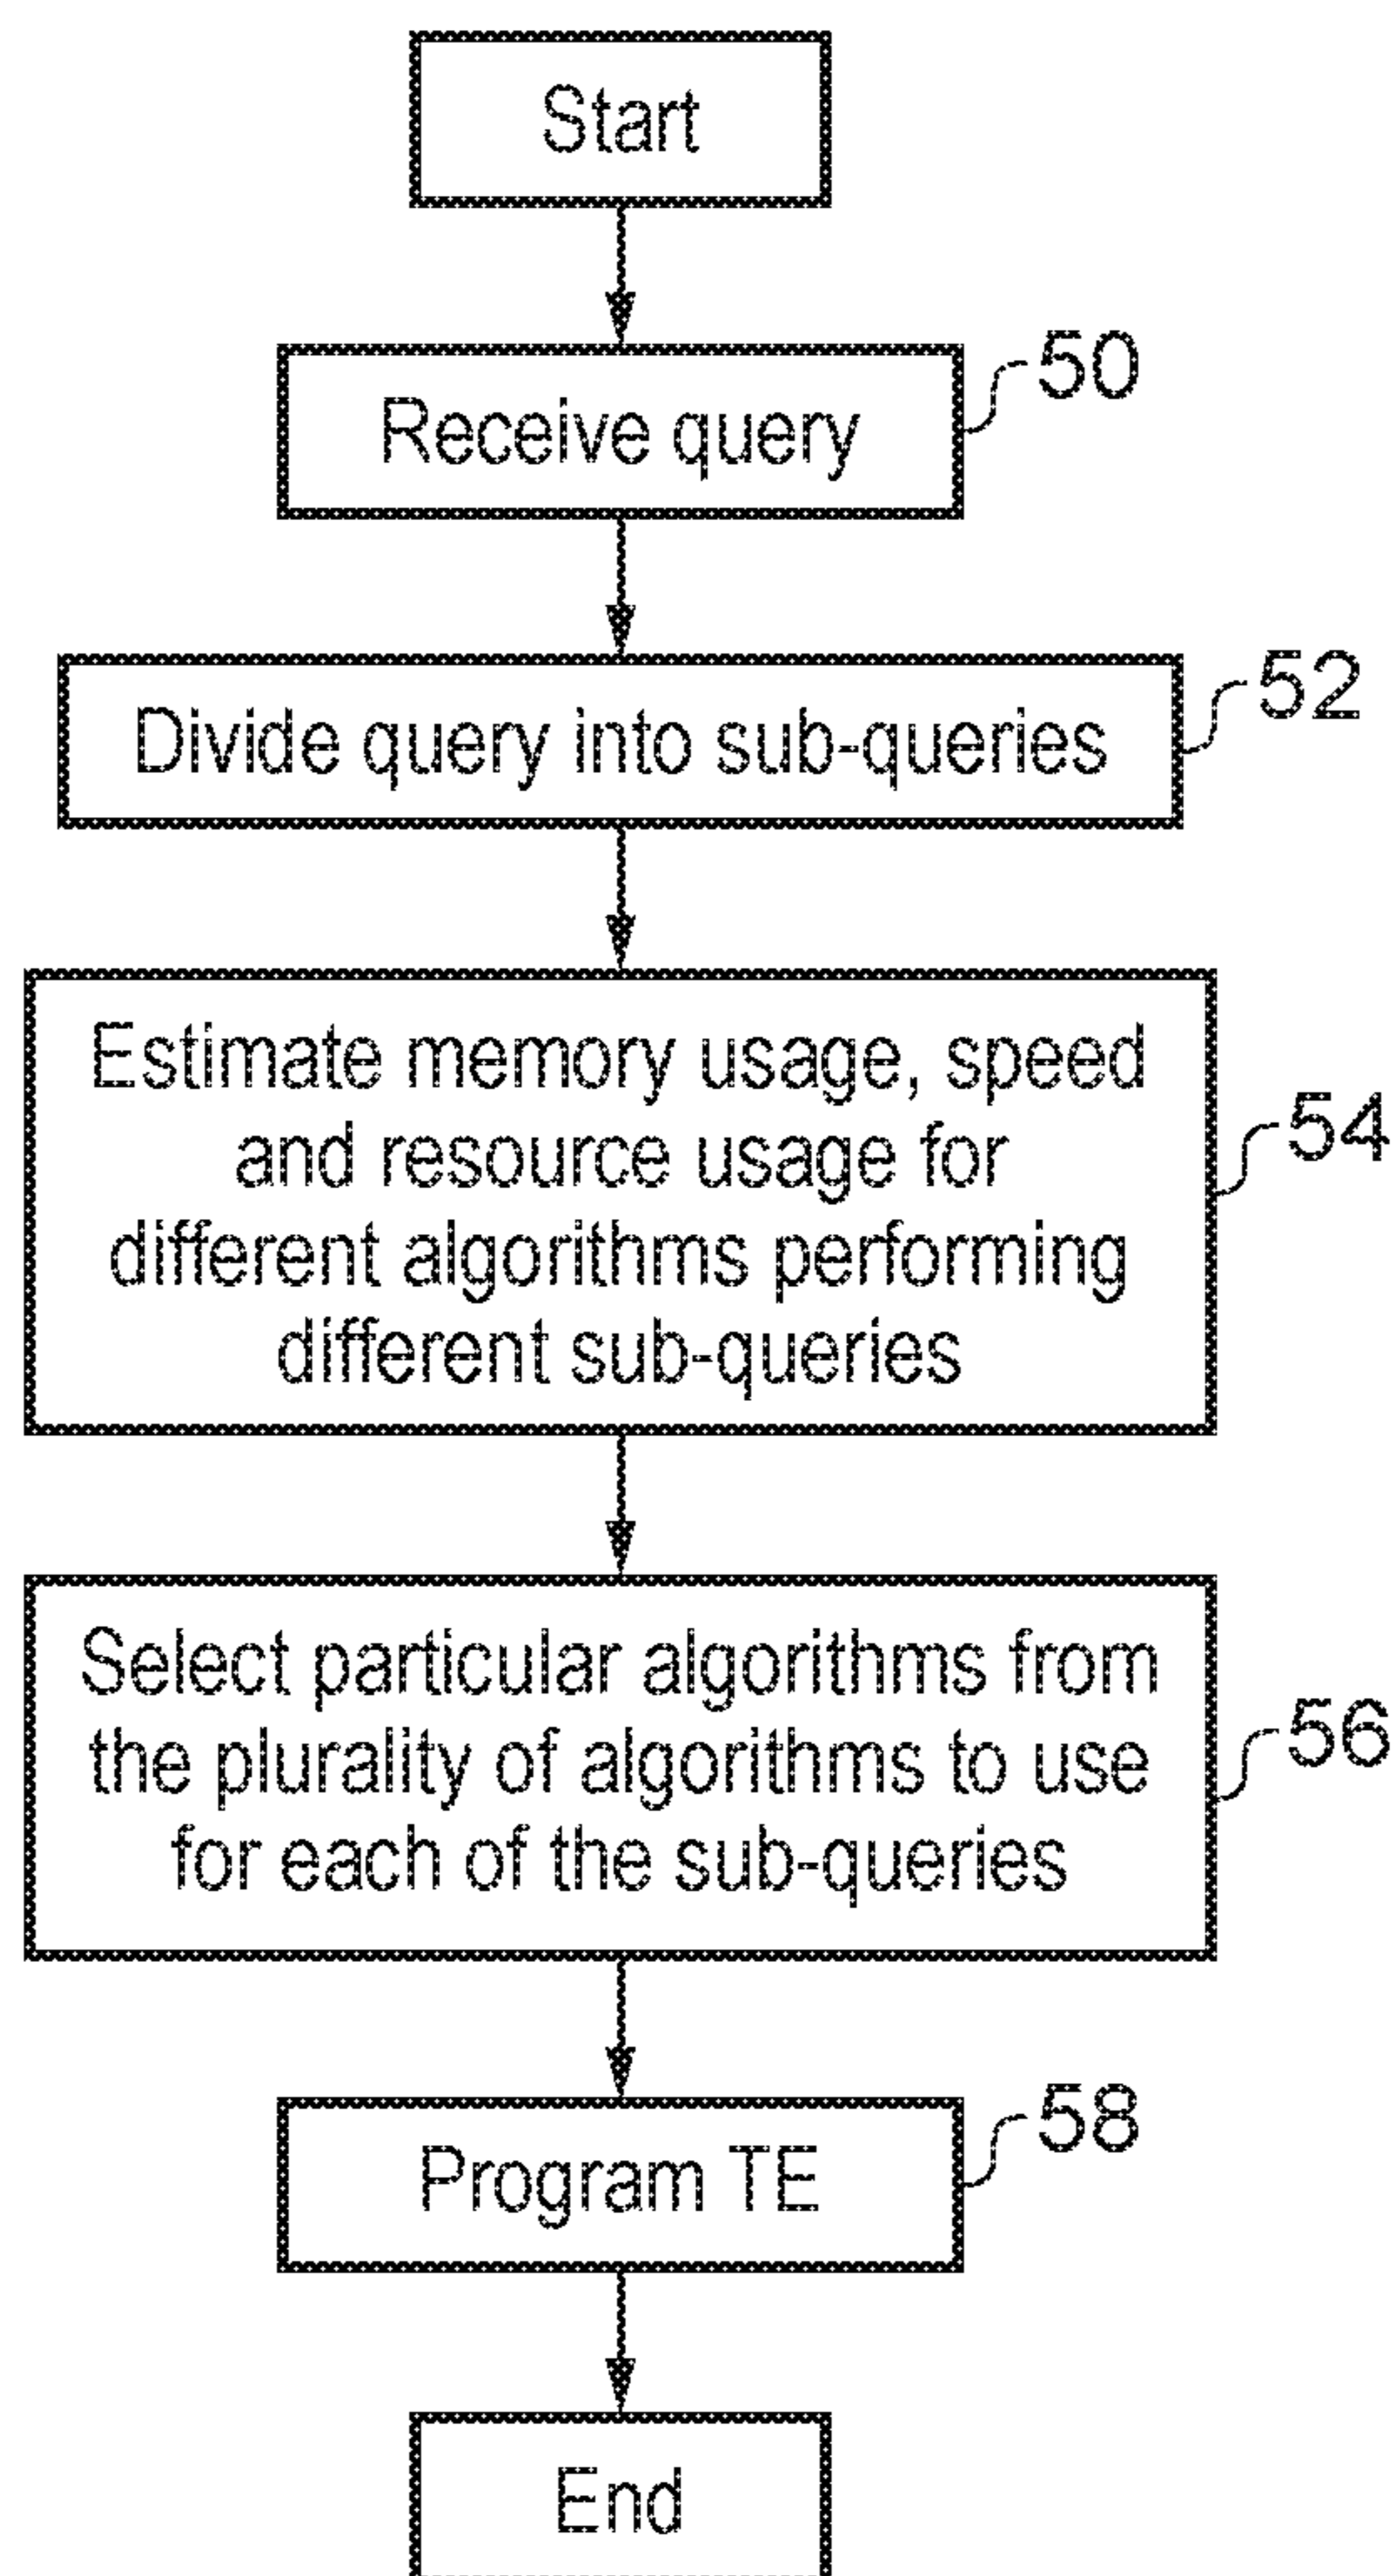 Start
Receive query
50
Divide query into sub-queries
52
Estimate memory usage, speed
and resource usage for
different algorithms performing
different sub-queries
54
Select particular algorithms from
the plurality of algorithms to use
for each of the sub-queries
56
Program TE
58
End